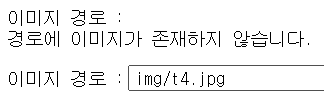 이미지 경로 :
경로에 이미지가 존재하지 않습니다.
이미지 경로 : img/t4.jpg